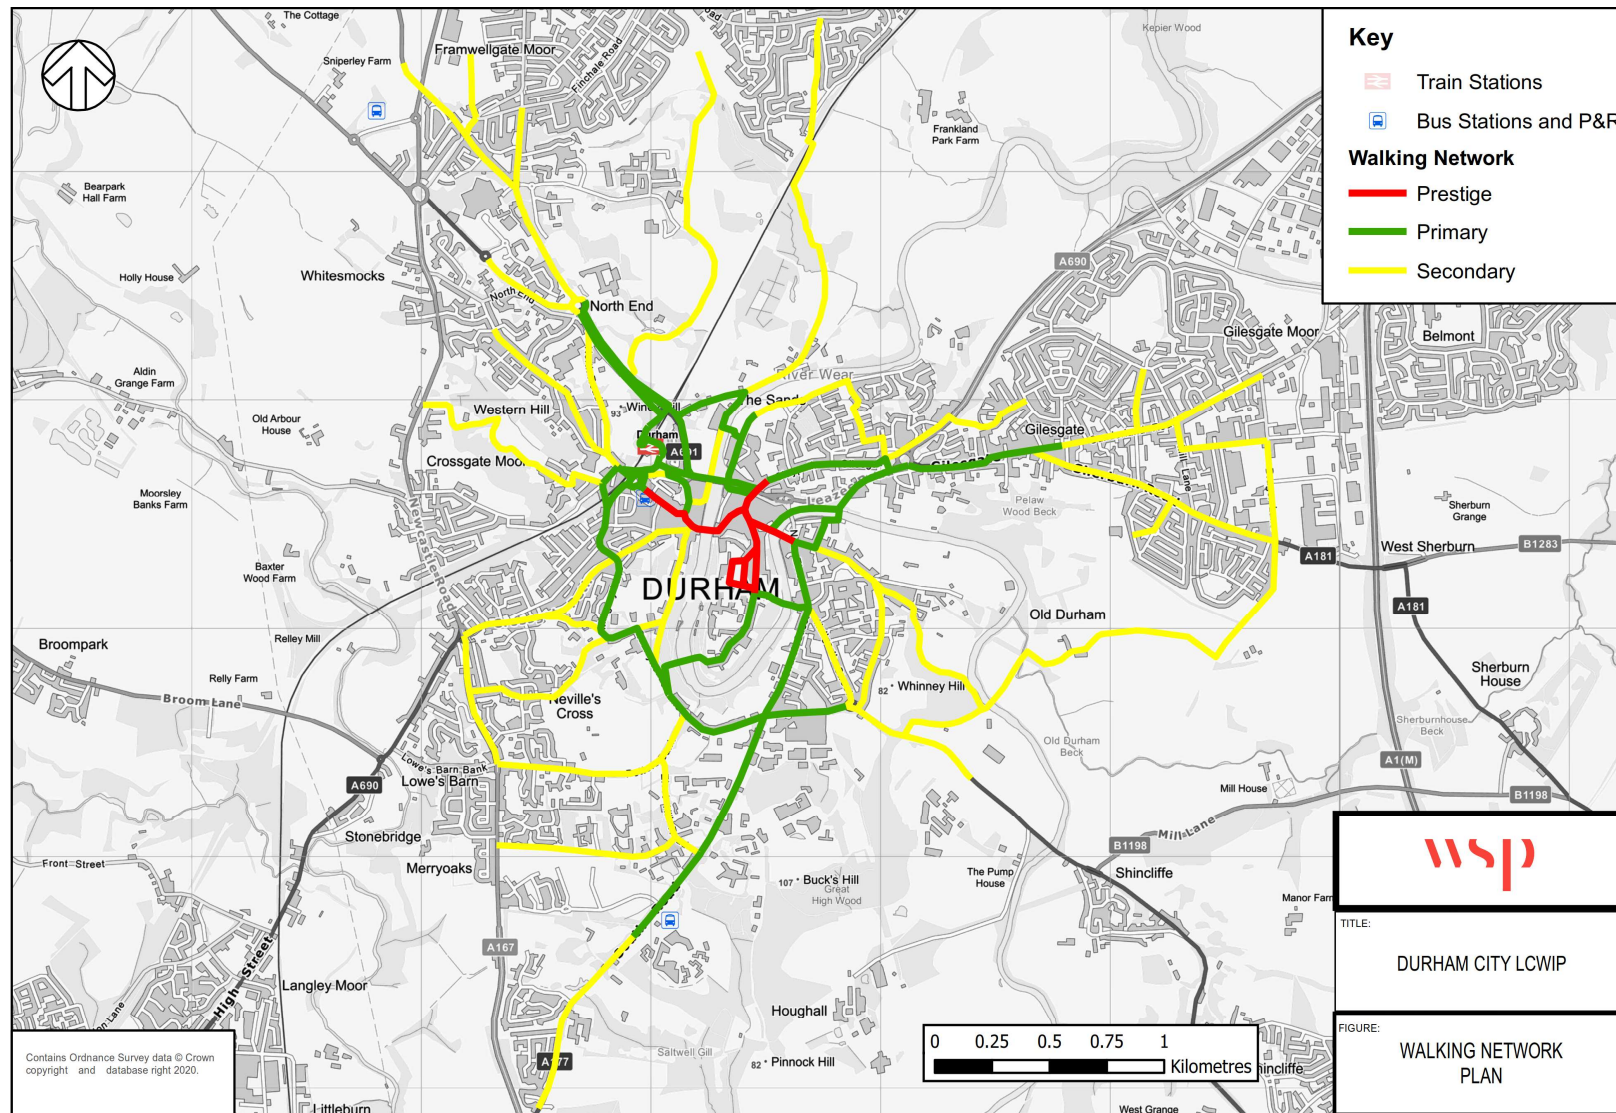 The Cottage
Framwellgate Moor
Sniperley Farm
Finchale Road
Road
Kepier Wood
Frankland
Park Farm
Bearpark
Hall Farm
Holly House
Whitesmocks
North End
North End
A690
Gilesgate Moor
Belmont
Aldin
Grange Farm
Old Arbour
House
Western Hill
93
River Wear
The Sands
Durham
A691
Crossgate Moor
Gilesgate
Gilesgate
Moorsley
Banks Farm
Newcastle Road
Pelaw
Wood Beck
Sherburn
Grange
West Sherburn
B1283
A181
A181
Baxter
Wood Farm
DURHAM
Old Durham
Relley Mill
Broompark
Relly Farm
Broom Lane
Neville's
Cross
82
Whinney Hill
Sherburn
House
Sherburnhouse
Beck
Old Durham
Beck
A1(M)
Lowe's Barn Bank
Lowe's Barn
A690
Mill House
B1198
Stonebridge
Mill Lane
B1198
Front Street
Merryoaks
107
Buck's Hill
Great
High Wood
The Pump
House
Shincliffe
Manor Farm
A167
High Street
Langley Moor
Houghall
Saltwell Gill
82
Pinnock Hill
A177
Littleburn
West Grange
Key
Train Stations
Bus Stations and P&R
Walking Network
Prestige
Primary
Secondary
wsp
TITLE:
DURHAM CITY LCWIP
FIGURE:
WALKING NETWORK
PLAN
0 0.25 0.5 0.75 1
Kilometres
Contains Ordnance Survey data © Crown
copyright and database right 2020.